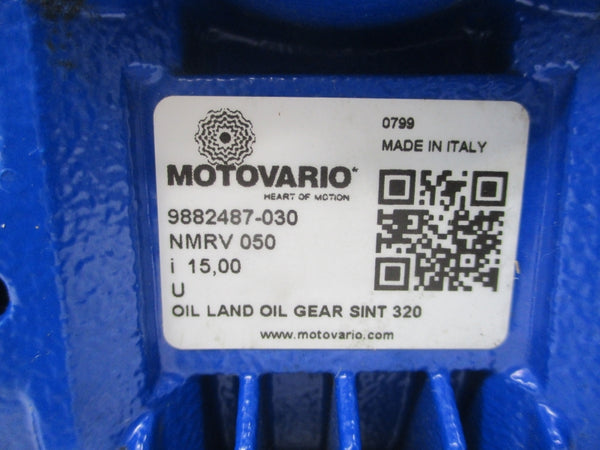 MOTOVARIO
HEART OF MOTION
0799
MADE IN ITALY
9882487-030
NMRV 050
i 15,00
U
OIL LAND OIL GEAR SINT 320
www.motovario.com